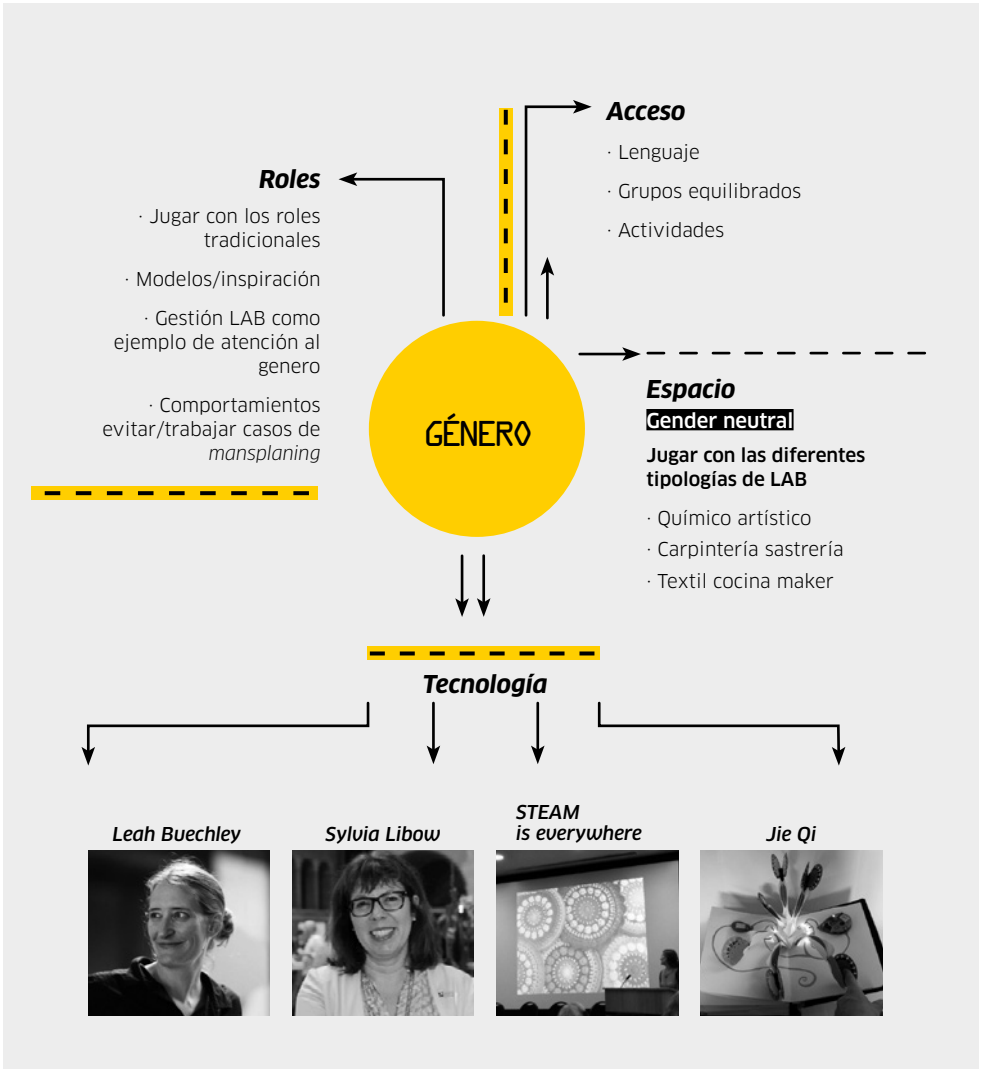 Acceso
· Lenguaje
· Grupos equilibrados
· Actividades
Roles
· Jugar con los roles
tradicionales
· Modelos/inspiración
· Gestión LAB como
ejemplo de atención al
genero
· Comportamientos
evitar/trabajar casos de
mansplaning
GÉNERO
Espacio
Gender neutral
Jugar con las diferentes
tipologías de LAB
· Químico artístico
· Carpintería sastrería
· Textil cocina maker
Tecnología
Leah Buechley
Sylvia Libow
STEAM
is everywhere
Jie Qi